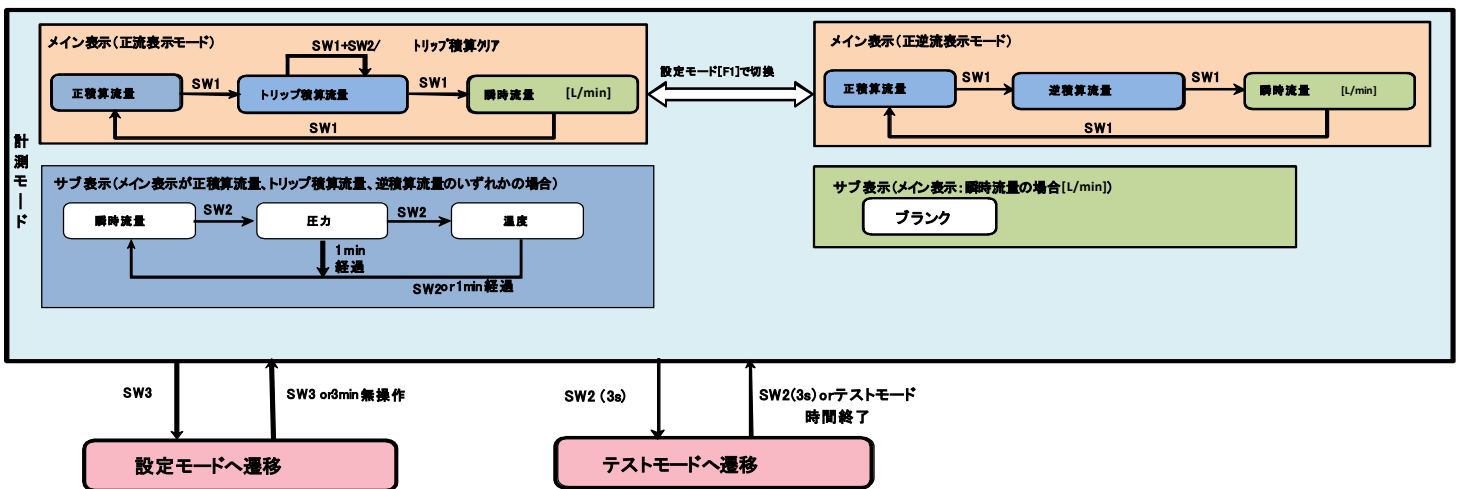 計測モード
メイン表示(正流表示モード)
SW1+SW2/ トリップ積算クリア
正積算流量
SW1
トリップ積算流量
SW1
瞬時流量 [L/min]
SW1
設定モード[F1]で切換
メイン表示(正逆流表示モード)
正積算流量
SW1
逆積算流量
SW1
瞬時流量 [L/min]
SW1
サブ表示(メイン表示が正積算流量、トリップ積算流量、逆積算流量のいずれかの場合)
瞬時流量
SW2
圧力
SW2
温度
1min
経過
SW2or1min経過
サブ表示(メイン表示:瞬時流量の場合[L/min])
ブランク
SW3
SW3 or3min無操作
SW2 (3s)
SW2(3s)orテストモード
時間終了
設定モードへ遷移
テストモードへ遷移